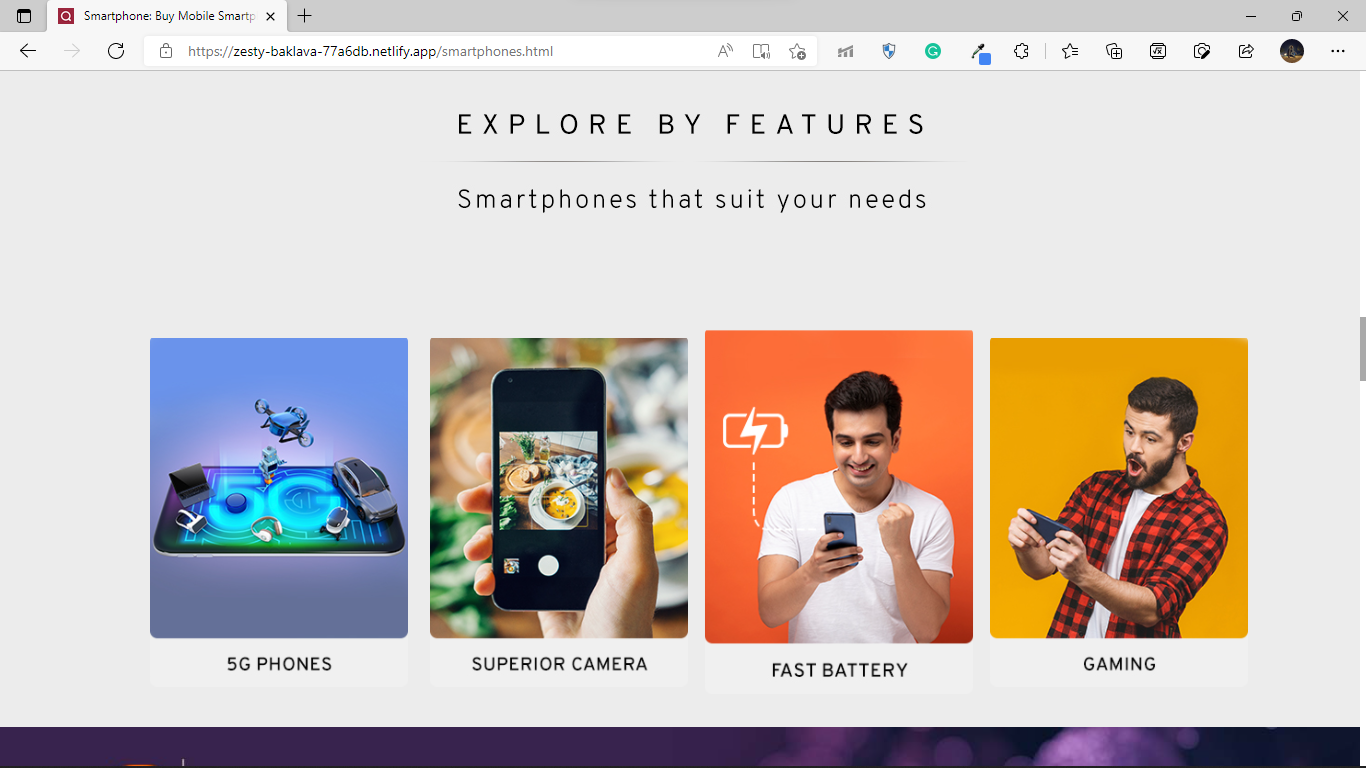 Smartphone: Buy Mobile Smartp
https://zesty-baklava-77a6db.netlify.app/smartphones.html
EXPLORE BY FEATURES
Smartphones that suit your needs
5G
5G PHONES
SUPERIOR CAMERA
FAST BATTERY
GAMING